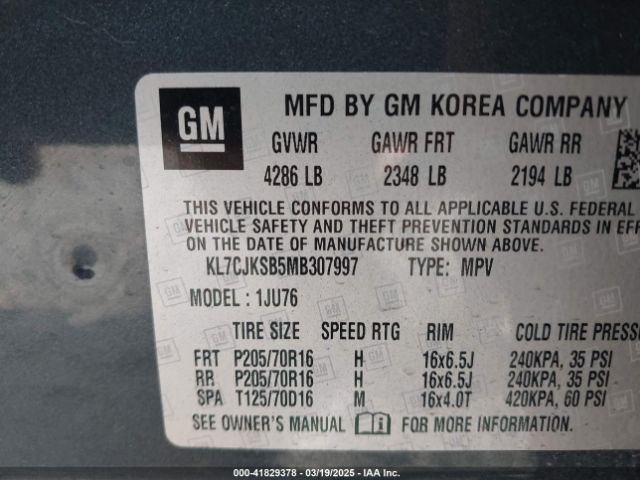 GM
MFD BY GM KOREA COMPANY
GVWR GAWR FRT GAWR RR
4286 LB 2348 LB 2194 LB
THIS VEHICLE CONFORMS TO ALL APPLICABLE U.S. FEDERAL
VEHICLE SAFETY AND THEFT PREVENTION STANDARDS IN EFF
ON THE DATE OF MANUFACTURE SHOWN ABOVE.
KL7CJKSB5MB307997 TYPE: MPV
MODEL : 1JU76
TIRE SIZE SPEED RTG RIM COLD TIRE PRESS
FRT P205/70R16 H 16x6.5J 240KPA, 35 PSI
RR P205/70R16 H 16x6.5J 240KPA, 35 PSI
SPA T125/70D16 M 16x4.0T 420KPA, 60 PSI
SEE OWNER'S MANUAL FOR MORE INFORMATION
000-41829378 - 03/19/2025 - IAA Inc.